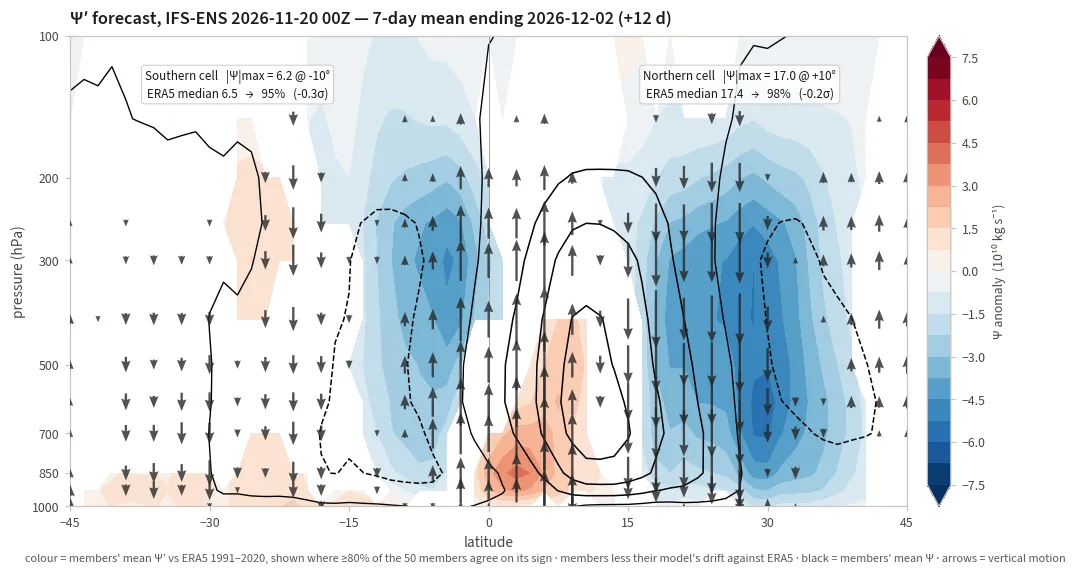 Ψ′ forecast, IFS-ENS 2026-11-20 00Z — 7-day mean ending 2026-12-02 (+12 d)
Southern cell |Ψ|max = 6.2 @ -10°
ERA5 median 6.5 → 95% (-0.3σ)
Northern cell |Ψ|max = 17.0 @ +10°
ERA5 median 17.4 → 98% (-0.2σ)
pressure (hPa)
100
200
300
400
500
700
850
1000
−45
−30
−15
0
15
30
45
latitude
7.5
6.0
4.5
3.0
1.5
0.0
−1.5
−3.0
−4.5
−6.0
−7.5
Ψ anomaly (10¹⁰ kg s⁻¹)
colour = members' mean Ψ′ vs ERA5 1991–2020, shown where ≥80% of the 50 members agree on its sign · members less their model's drift against ERA5 · black = members' mean Ψ · arrows = vertical motion